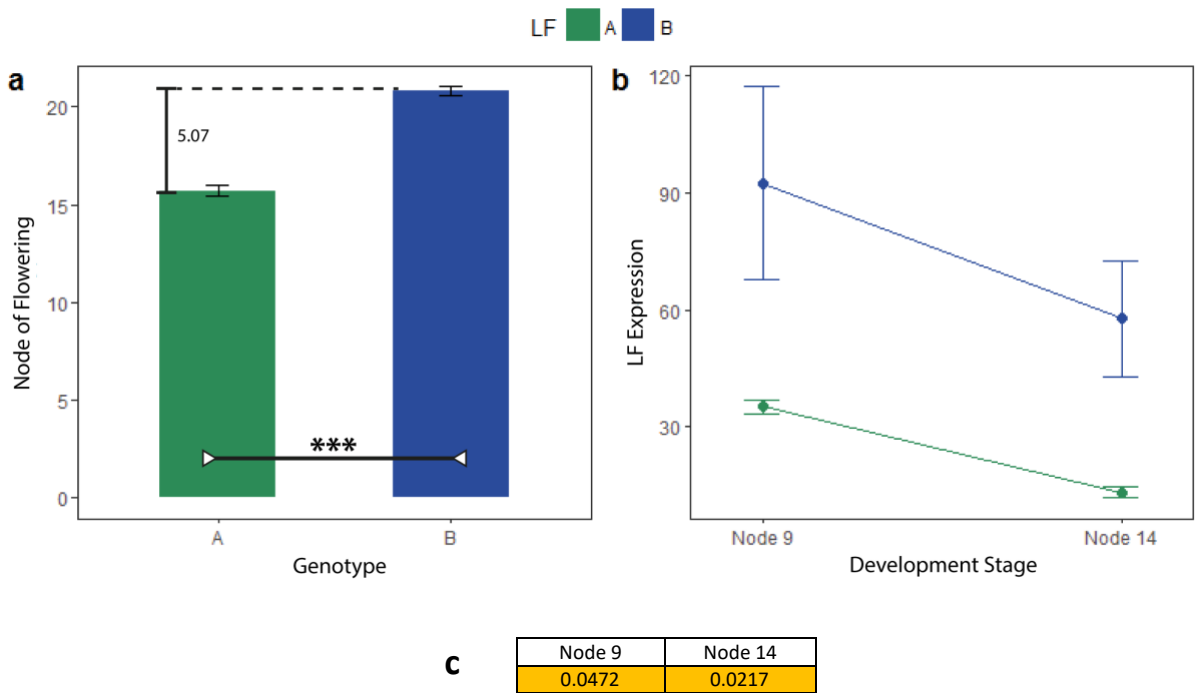 LF A B
a
Node of Flowering
20
15
10
5
0
5.07
***
A B
Genotype
b
LF Expression
120
90
60
30
Node 9 Node 14
Development Stage
c
Node 9 Node 14
0.0472 0.0217